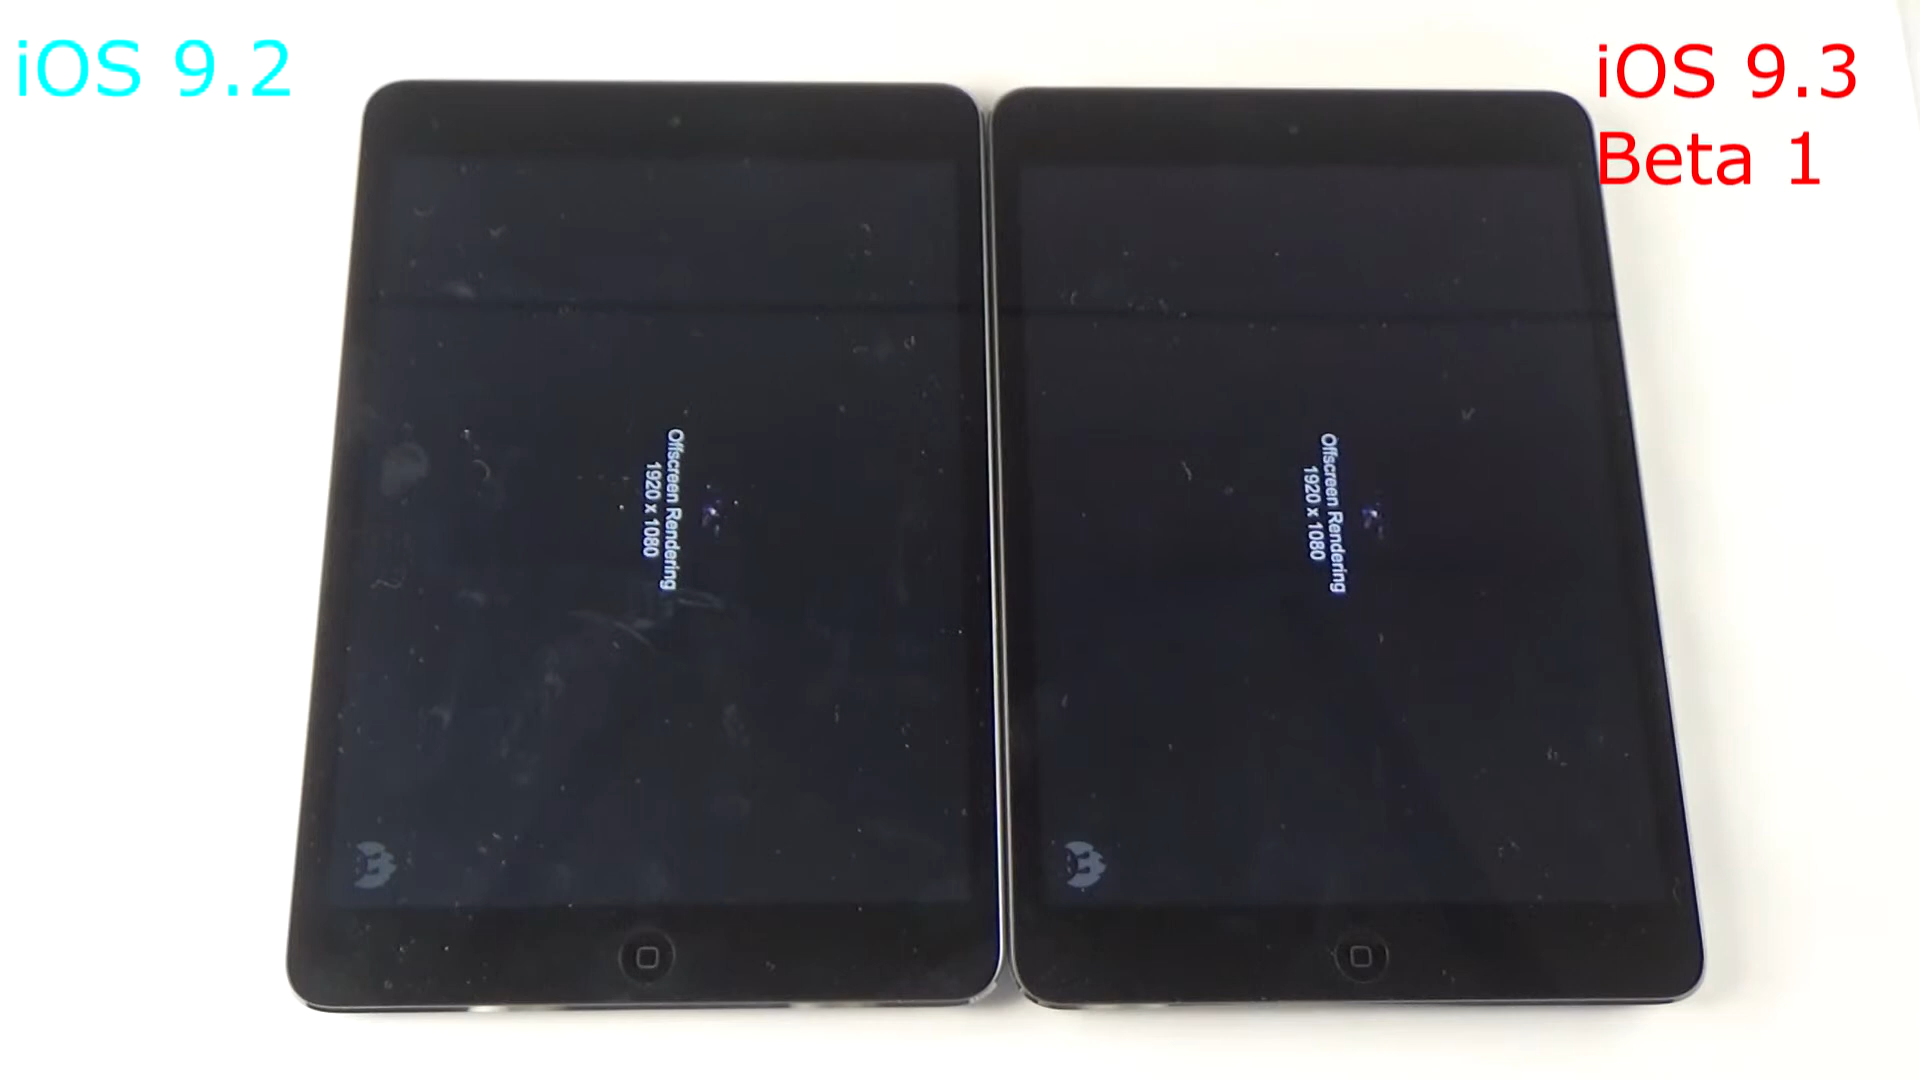 iOS 9.2
iOS 9.3
Beta 1
Offscreen Rendering
1920 x 1080
Offscreen Rendering
1920 x 1080